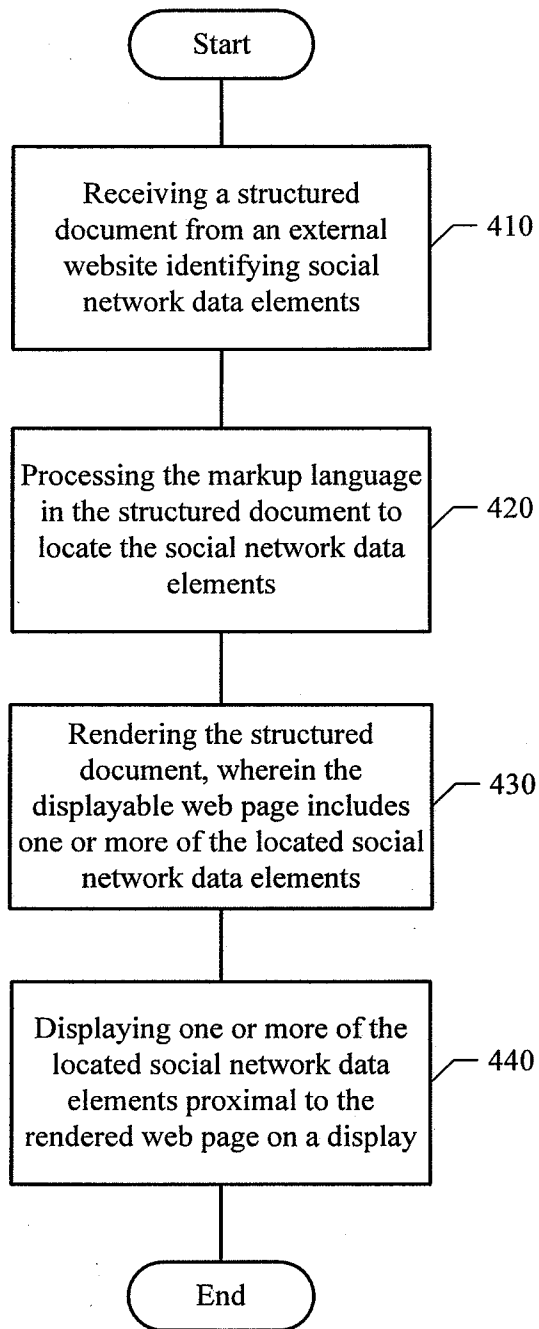 Start
Receiving a structured
document from an external
website identifying social
network data elements
410
Processing the markup language
in the structured document to
locate the social network data
elements
420
Rendering the structured
document, wherein the
displayable web page includes
one or more of the located social
network data elements
430
Displaying one or more of the
located social network data
elements proximal to the
rendered web page on a display
440
End